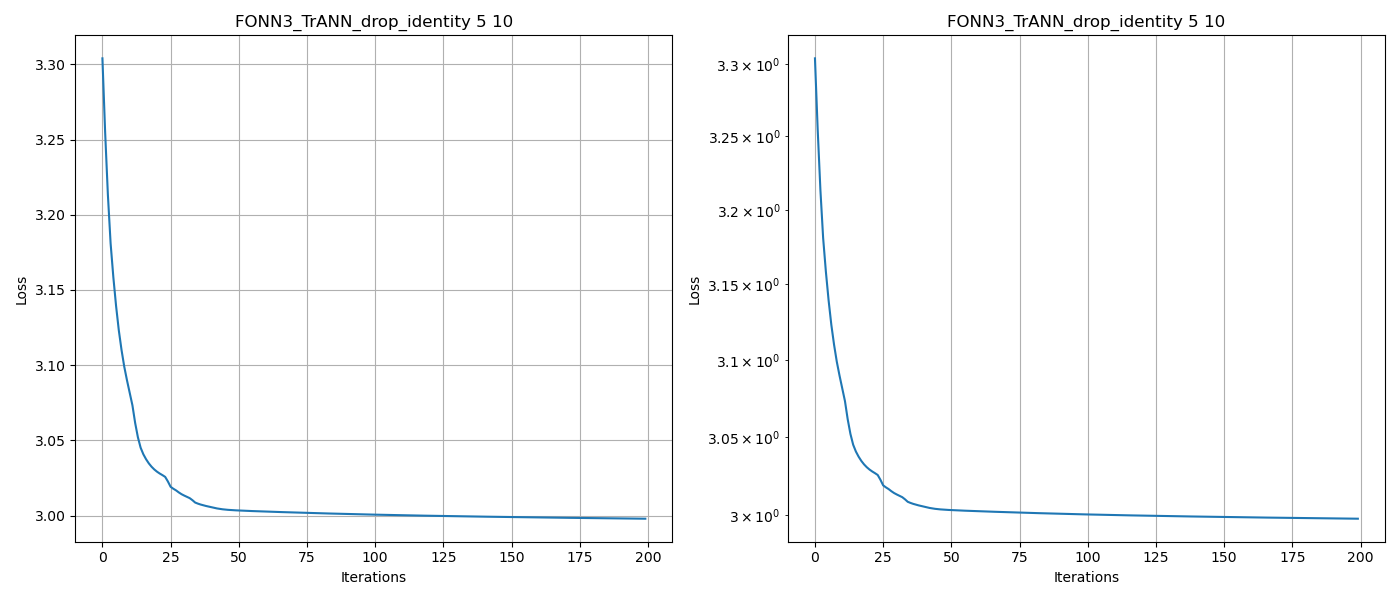 FONN3_TrANN_drop_identity 5 10
3.30
3.25
3.20
3.15
3.10
3.05
3.00
Loss
0 25 50 75 100 125 150 175 200
Iterations
FONN3_TrANN_drop_identity 5 10
3.3 × 10⁰
3.25 × 10⁰
3.2 × 10⁰
3.15 × 10⁰
3.1 × 10⁰
3.05 × 10⁰
3 × 10⁰
Loss
0 25 50 75 100 125 150 175 200
Iterations